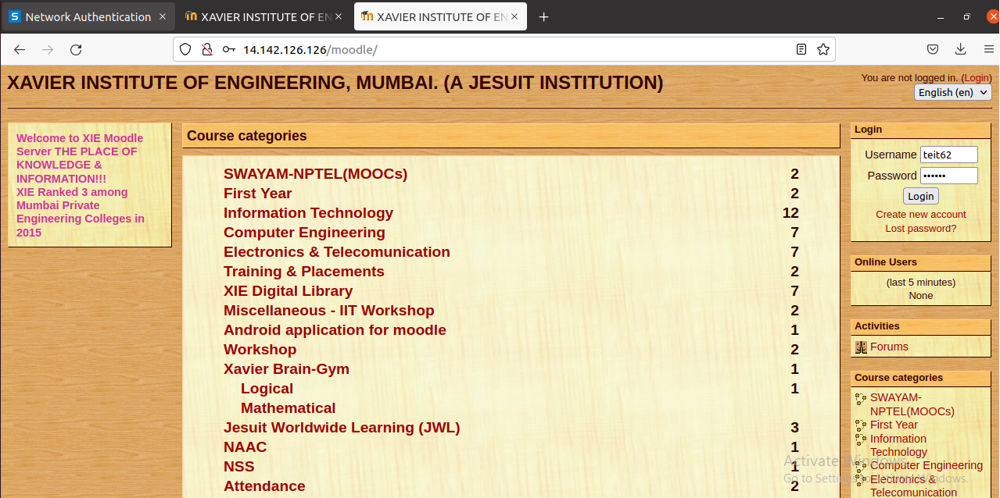 Network Authentication
XAVIER INSTITUTE OF EN
XAVIER INSTITUTE OF EN
14.142.126.126/moodle/
XAVIER INSTITUTE OF ENGINEERING, MUMBAI. (A JESUIT INSTITUTION)
You are not logged in. (Login)
English (en)
Welcome to XIE Moodle
Server THE PLACE OF
KNOWLEDGE &
INFORMATION!!!
XIE Ranked 3 among
Mumbai Private
Engineering Colleges in
2015
Course categories
SWAYAM-NPTEL(MOOCs) 2
First Year 2
Information Technology 12
Computer Engineering 7
Electronics & Telecomunication 7
Training & Placements 2
XIE Digital Library 7
Miscellaneous - IIT Workshop 2
Android application for moodle 1
Workshop 2
Xavier Brain-Gym 1
Logical 1
Mathematical
Jesuit Worldwide Learning (JWL) 3
NAAC 1
NSS 1
Attendance 2
Login
Username teit62
Password ••••••
Login
Create new account
Lost password?
Online Users
(last 5 minutes)
None
Activities
Forums
Course categories
SWAYAM-
NPTEL(MOOCs)
First Year
Information
Technology
Computer Engineering
Electronics &
Telecomunication
Activate Windows
Go to Settings to activate Windows.